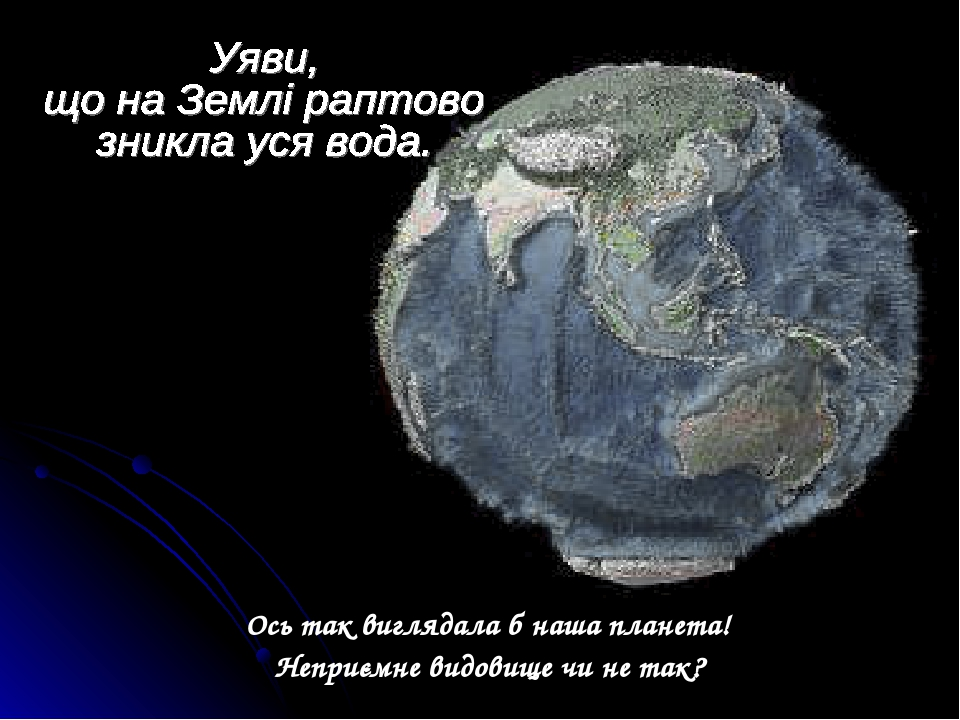 Уяви,
що на Землі раптово
зникла уся вода.
Ось так виглядала б наша планета!
Неприємне видовище чи не так?